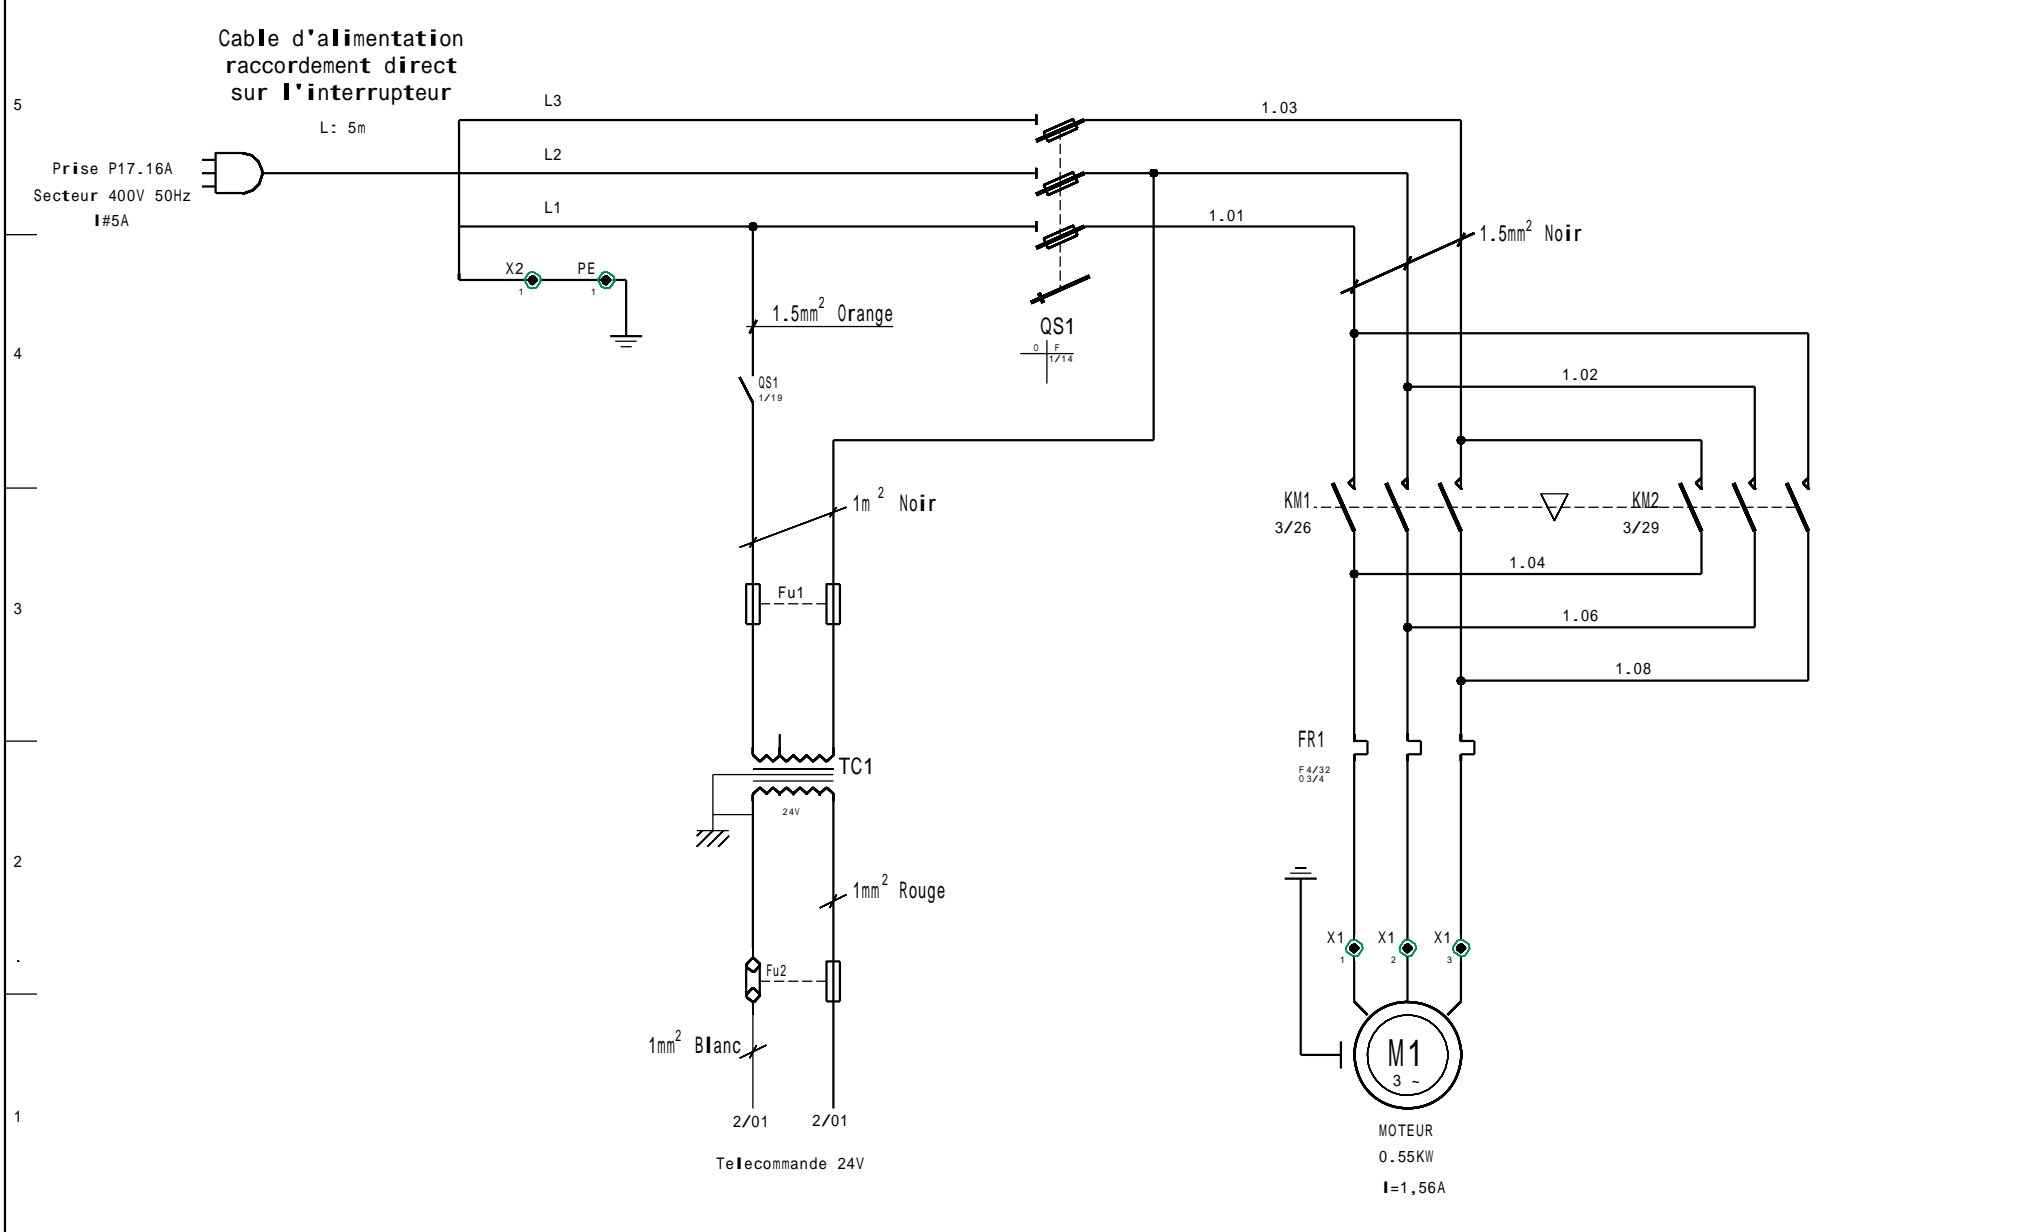 Cable d'alimentation
raccordement direct
sur l'interrupteur
L: 5m
5
L3
1.03
Prise P17.16A
Secteur 400V 50Hz
I#5A
L2
L1
1.01
1.5mm² Noir
X2
1
PE
1
1.5mm² Orange
QS1
O F
1/14
4
QS1
1/19
1.02
1m ² Noir
KM1
3/26
KM2
3/29
1.04
3
Fu1
1.06
1.08
FR1
F4/32
O3/4
TC1
24V
2
1mm² Rouge
X1
1
X1
2
X1
3
.
Fu2
1mm² Blanc
M1
3 ~
1
2/01
2/01
MOTEUR
0.55KW
I=1,56A
Telecommande 24V